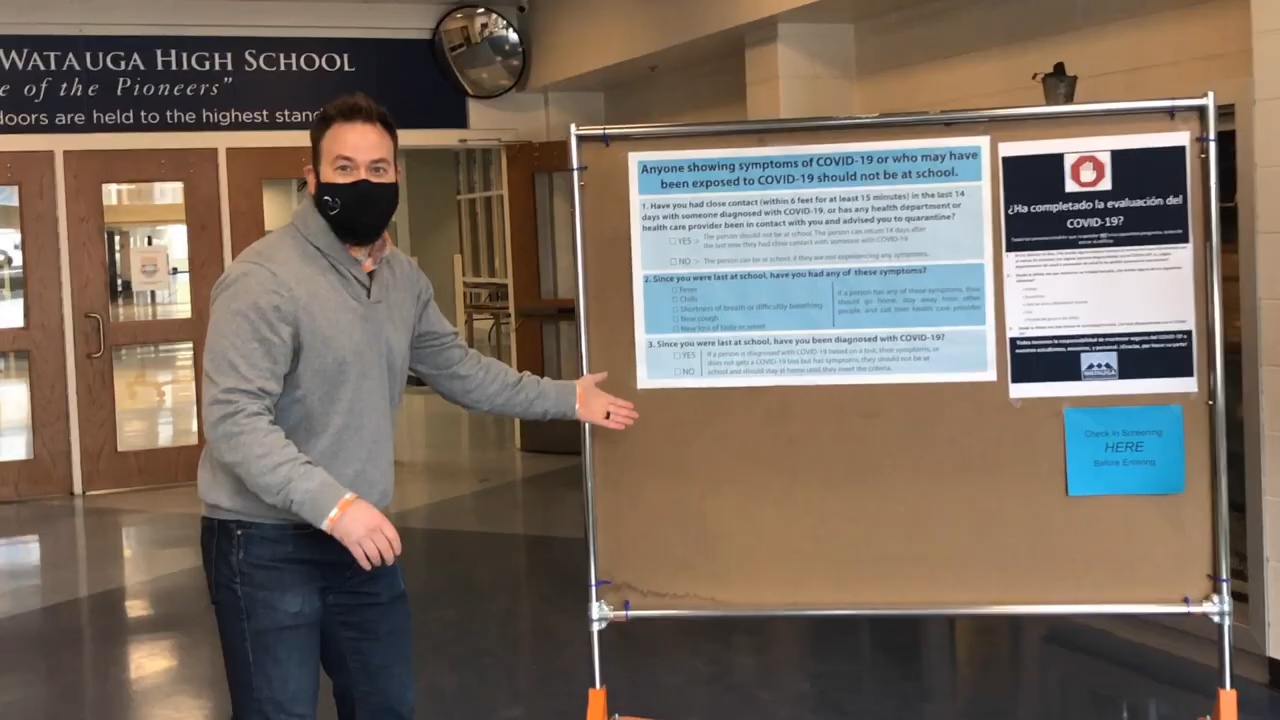 WATAUGA HIGH SCHOOL
e of the Pioneers"
doors are held to the highest stand
Anyone showing symptoms of COVID-19 or who may have
been exposed to COVID-19 should not be at school.
1. Have you had close contact (within 6 feet for at least 15 minutes) in the last 14
days with someone diagnosed with COVID-19, or has any health department or
health care provider been in contact with you and advised you to quarantine?
YES > The person should not be at school. The person can return 14 days after
the last time they had close contact with someone with COVID-19
NO > The person can be at school, if they are not experiencing any symptoms.
2. Since you were last at school, have you had any of these symptoms?
Fever
Chills
Shortness of breath or difficulty breathing
New cough
New loss of taste or smell
If a person has any of these symptoms, they
should go home, stay away from other
people, and call their health care provider
3. Since you were last at school, have you been diagnosed with COVID-19?
YES
NO
If a person is diagnosed with COVID-19 based on a test, their symptoms, or
does not get a COVID-19 test but has symptoms, they should not be at
school and should stay at home until they meet the criteria.
¿Ha completado la evaluación del
COVID-19?
WATAUGA
Check In Screening
HERE
Before Entering